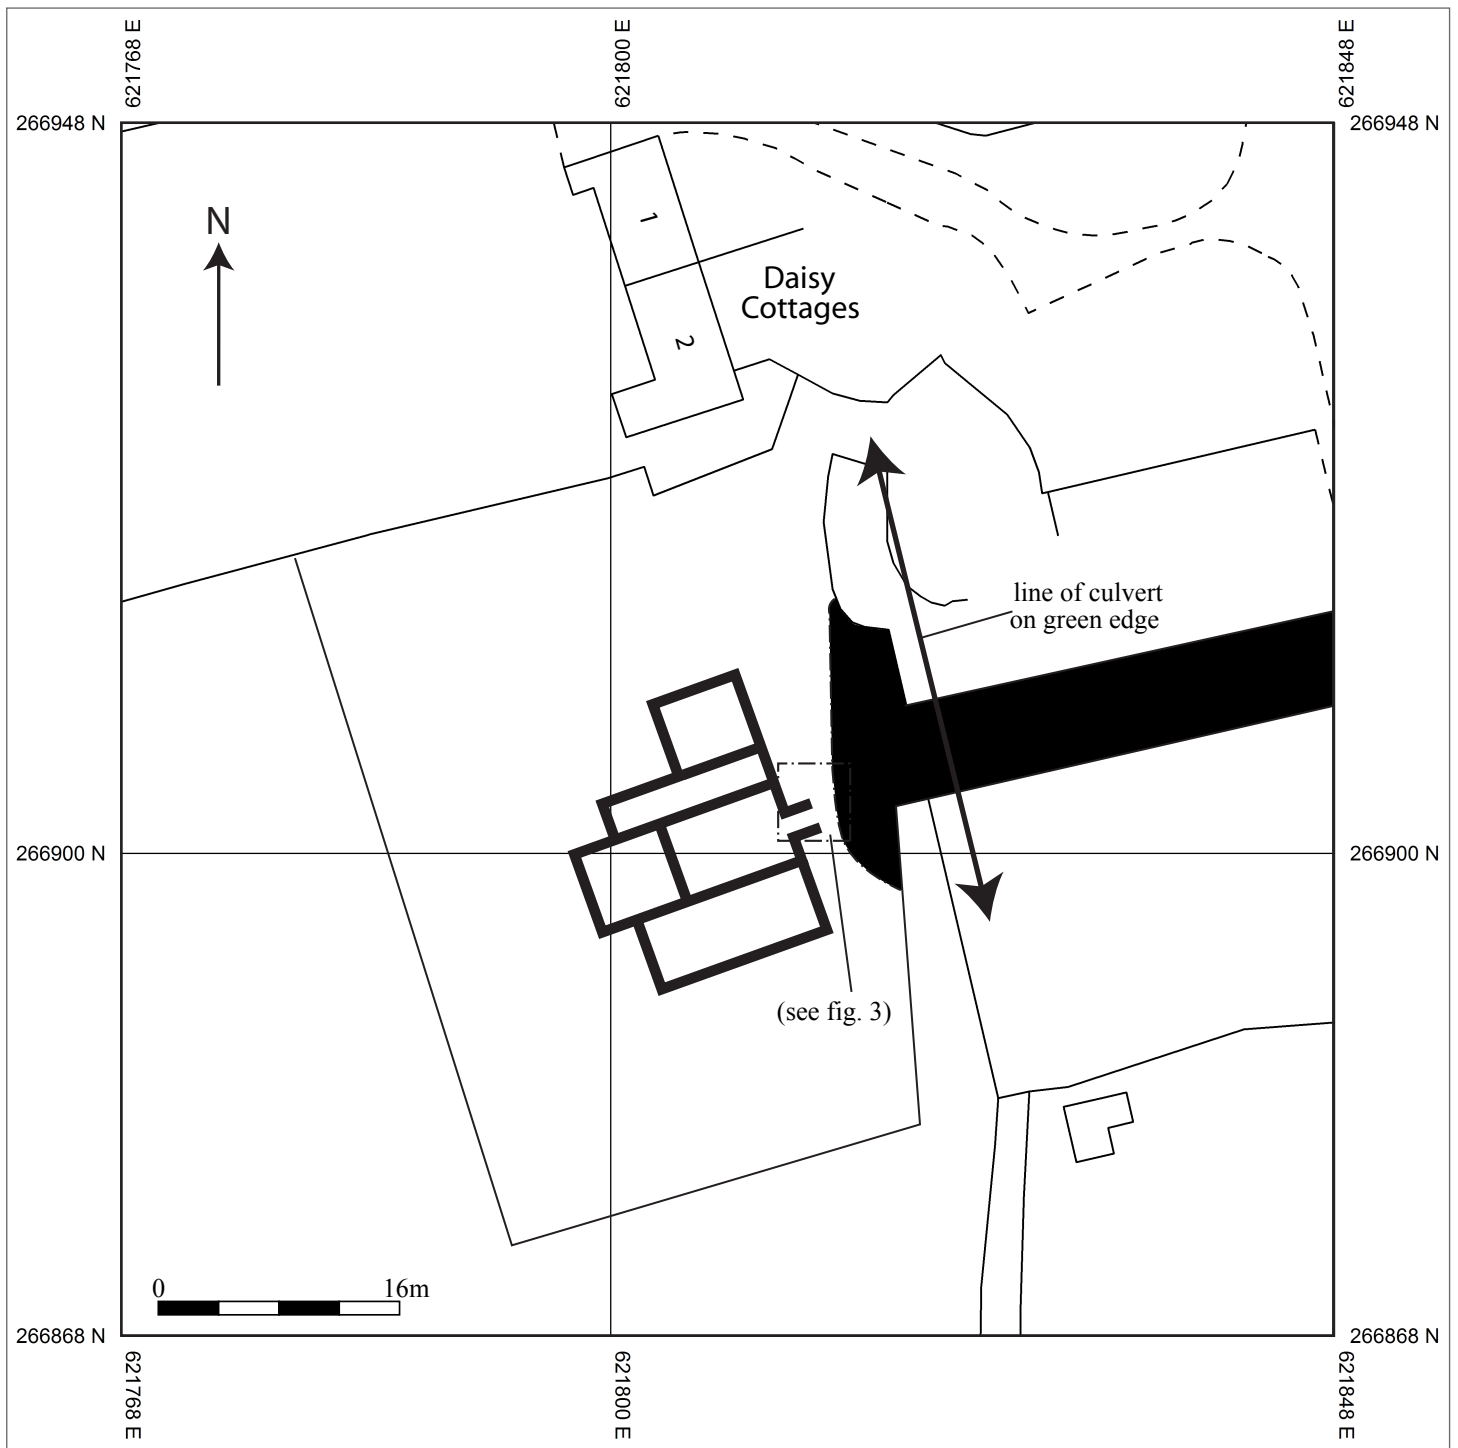 621768 E
621800 E
621848 E
266948 N
266948 N
N
1
Daisy
Cottages
2
line of culvert
on green edge
266900 N
266900 N
(see fig. 3)
0
16m
266868 N
266868 N
621768 E
621800 E
621848 E